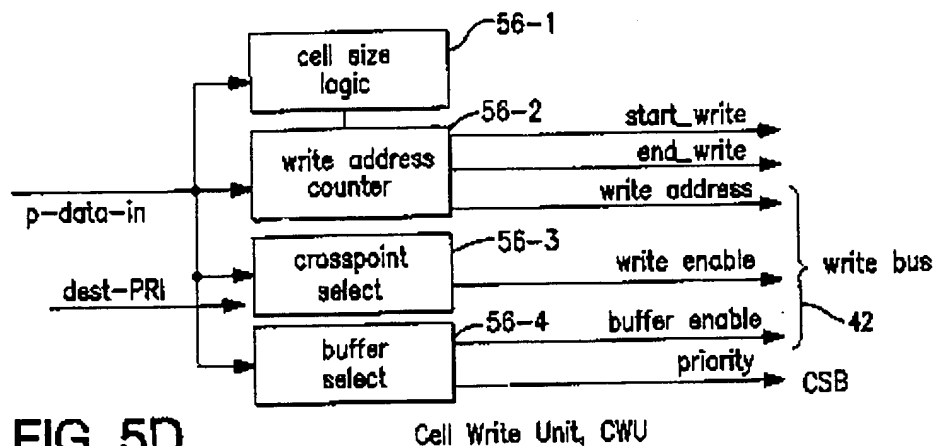 56-1
cell size
logic
56-2
start_write
write address
counter
end_write
write address
p-data-in
56-3
crosspoint
select
write enable
write bus
dest-PRI
56-4
buffer enable
42
buffer
select
priority
CSB
FIG. 5D
Cell Write Unit, CWU